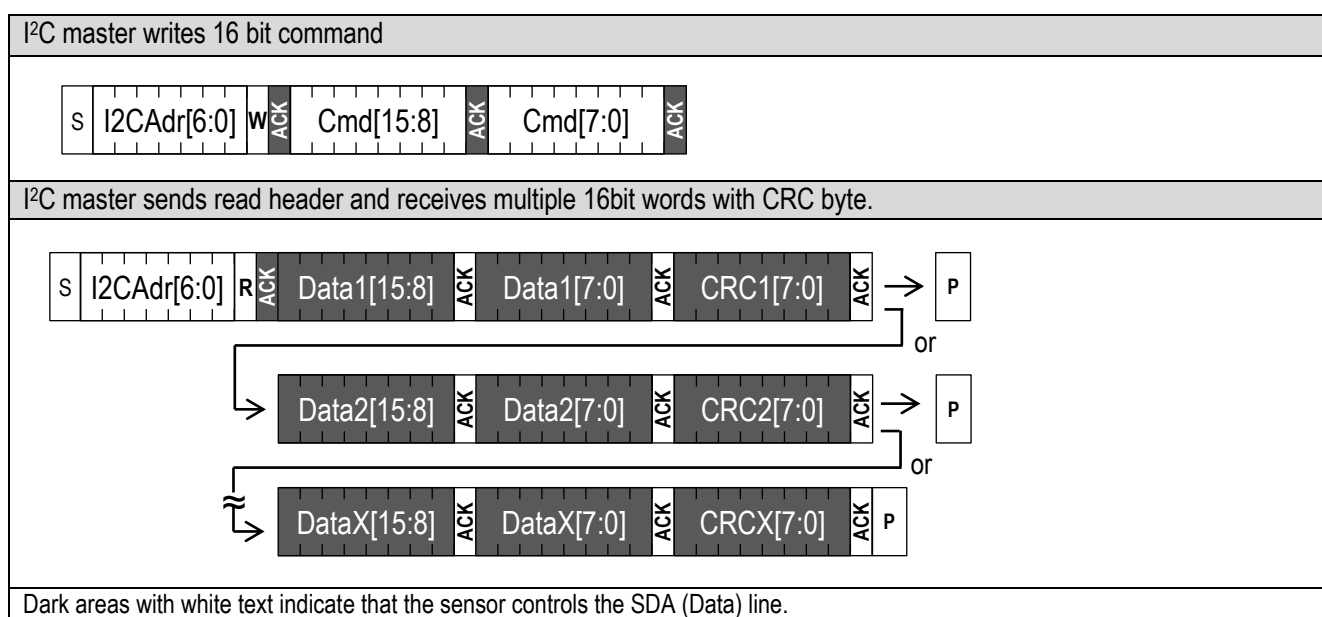 I²C master writes 16 bit command
S I2CAdr[6:0] W ACK Cmd[15:8] ACK Cmd[7:0] ACK
I²C master sends read header and receives multiple 16bit words with CRC byte.
S I2CAdr[6:0] R ACK Data1[15:8] ACK Data1[7:0] ACK CRC1[7:0] ACK P
or
Data2[15:8] ACK Data2[7:0] ACK CRC2[7:0] ACK P
or
DataX[15:8] ACK DataX[7:0] ACK CRCX[7:0] ACK P
Dark areas with white text indicate that the sensor controls the SDA (Data) line.